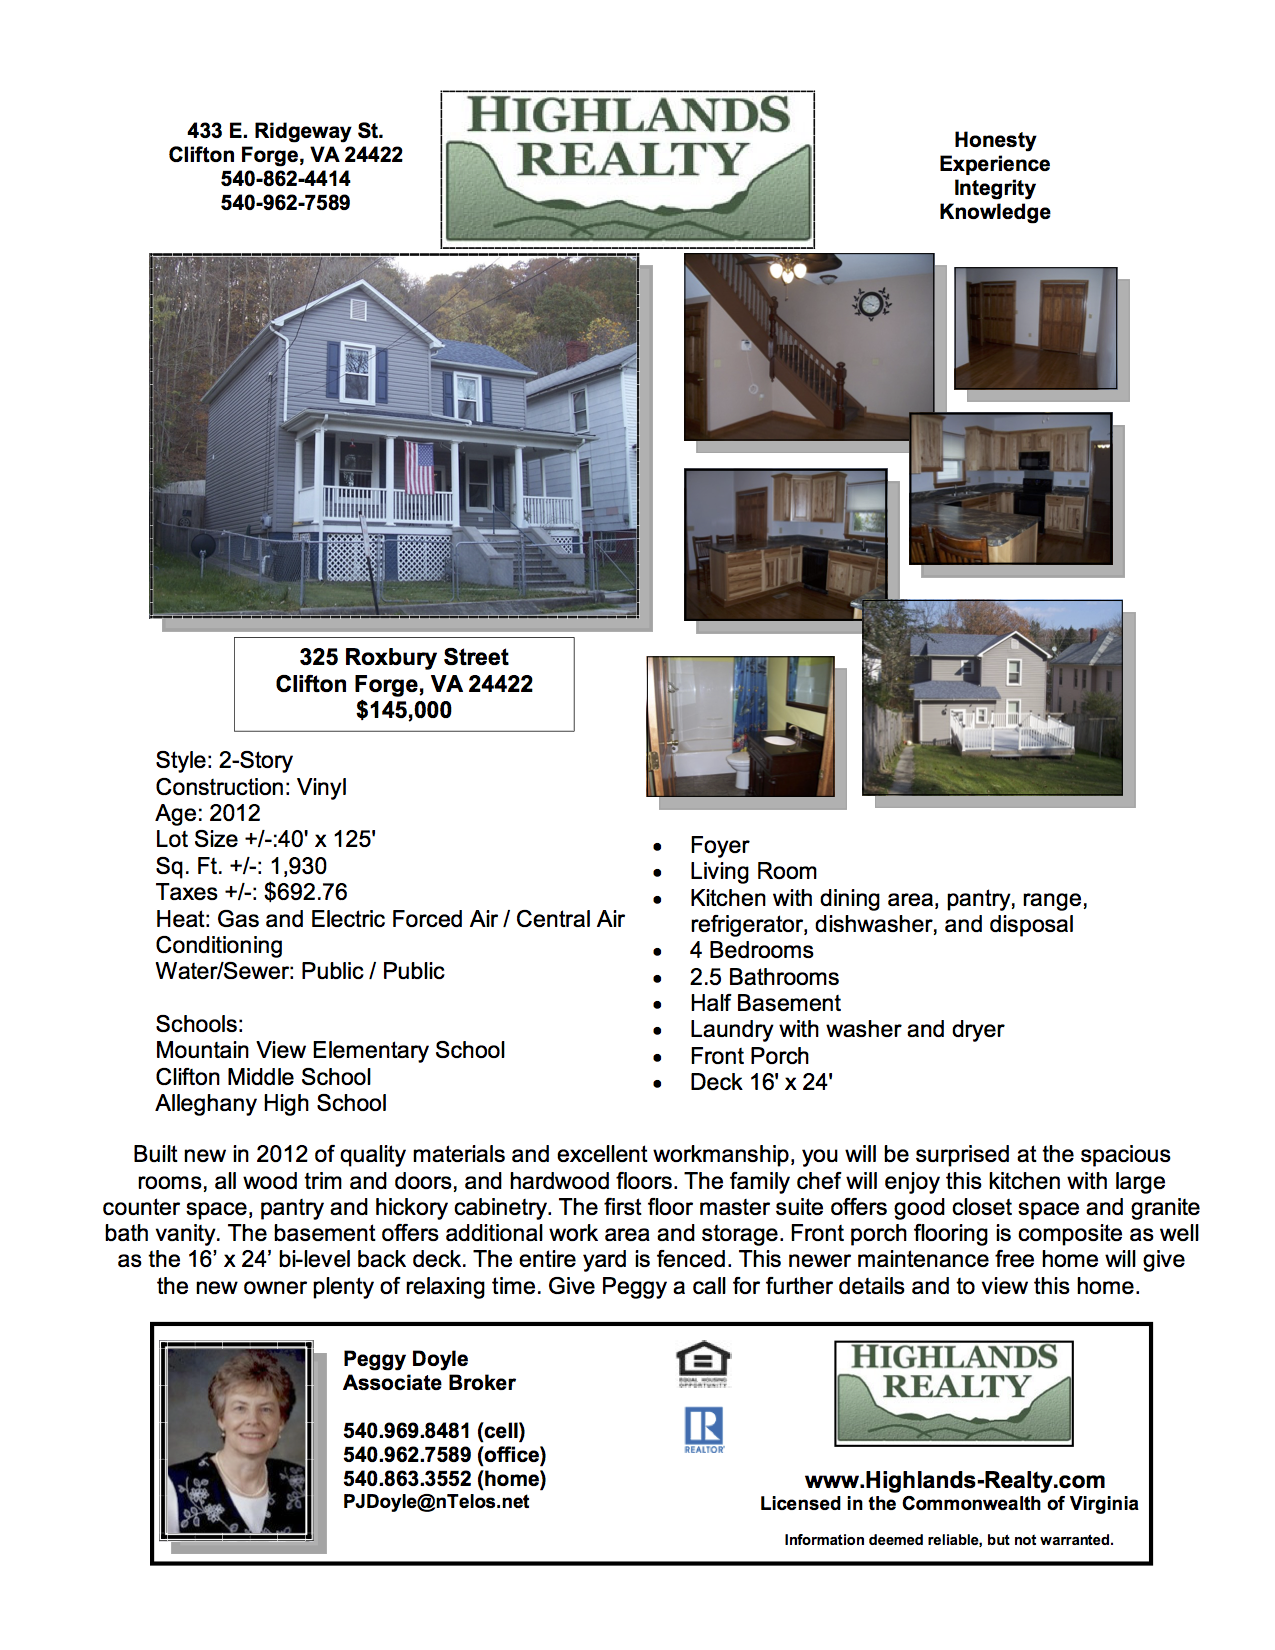 433 E. Ridgeway St.
Clifton Forge, VA 24422
540-862-4414
540-962-7589
HIGHLANDS
REALTY
Honesty
Experience
Integrity
Knowledge
325 Roxbury Street
Clifton Forge, VA 24422
$145,000
Style: 2-Story
Construction: Vinyl
Age: 2012
Lot Size +/-:40' x 125'
Sq. Ft. +/-: 1,930
Taxes +/-: $692.76
Heat: Gas and Electric Forced Air / Central Air
Conditioning
Water/Sewer: Public / Public
Schools:
Mountain View Elementary School
Clifton Middle School
Alleghany High School
• Foyer
• Living Room
• Kitchen with dining area, pantry, range,
refrigerator, dishwasher, and disposal
• 4 Bedrooms
• 2.5 Bathrooms
• Half Basement
• Laundry with washer and dryer
• Front Porch
• Deck 16' x 24'
Built new in 2012 of quality materials and excellent workmanship, you will be surprised at the spacious
rooms, all wood trim and doors, and hardwood floors. The family chef will enjoy this kitchen with large
counter space, pantry and hickory cabinetry. The first floor master suite offers good closet space and granite
bath vanity. The basement offers additional work area and storage. Front porch flooring is composite as well
as the 16’ x 24’ bi-level back deck. The entire yard is fenced. This newer maintenance free home will give
the new owner plenty of relaxing time. Give Peggy a call for further details and to view this home.
Peggy Doyle
Associate Broker
540.969.8481 (cell)
540.962.7589 (office)
540.863.3552 (home)
PJDoyle@nTelos.net
EQUAL HOUSING
OPPORTUNITY
R
REALTOR®
HIGHLANDS
REALTY
www.Highlands-Realty.com
Licensed in the Commonwealth of Virginia
Information deemed reliable, but not warranted.